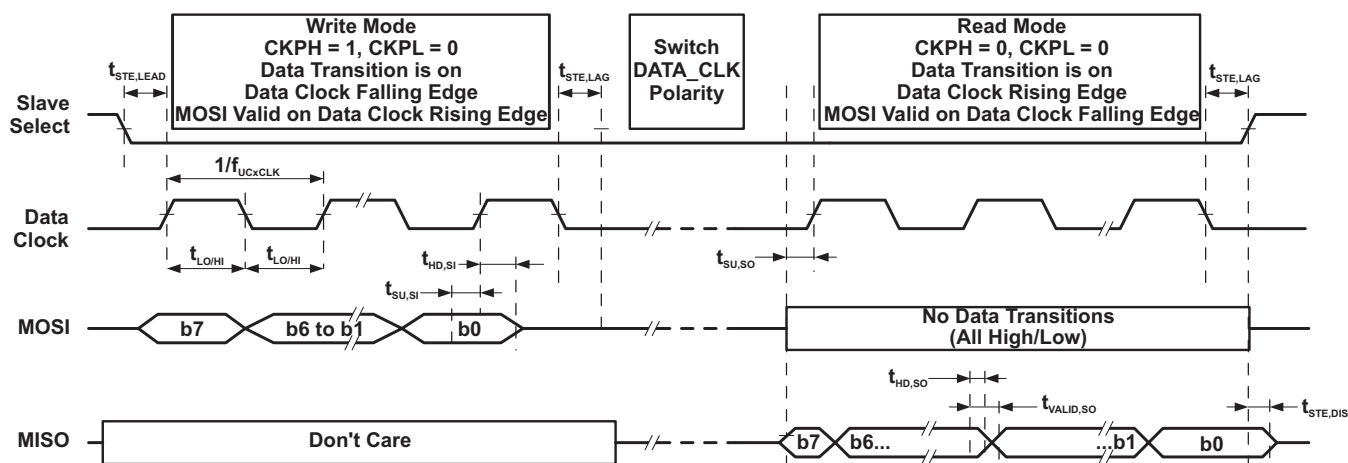 Write Mode
CKPH = 1, CKPL = 0
Data Transition is on
Data Clock Falling Edge
MOSI Valid on Data Clock Rising Edge
Switch
DATA_CLK
Polarity
Read Mode
CKPH = 0, CKPL = 0
Data Transition is on
Data Clock Rising Edge
MOSI Valid on Data Clock Falling Edge
tSTE,LEAD
tSTE,LAG
tSTE,LAG
Slave
Select
1/fUCxCLK
Data
Clock
tLO/HI
tLO/HI
tHD,SI
tSU,SI
tSU,SO
MOSI
b7
b6 to b1
b0
No Data Transitions
(All High/Low)
tHD,SO
tVALID,SO
tSTE,DIS
MISO
Don't Care
b7
b6...
...b1
b0